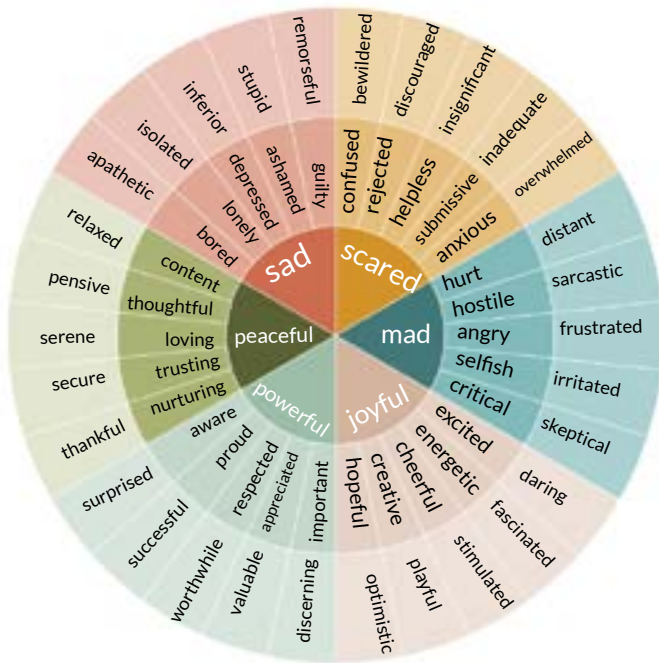 sad
guilty
ashamed
depressed
lonely
bored
remorseful
stupid
inferior
isolated
apathetic
scared
confused
rejected
helpless
submissive
anxious
bewildered
discouraged
insignificant
inadequate
overwhelmed
mad
hurt
hostile
angry
selfish
critical
distant
sarcastic
frustrated
irritated
skeptical
joyful
excited
energetic
cheerful
creative
hopeful
daring
fascinated
stimulated
playful
optimistic
powerful
important
appreciated
respected
proud
aware
discerning
valuable
worthwhile
successful
surprised
peaceful
nurturing
trusting
loving
thoughtful
content
thankful
secure
serene
pensive
relaxed